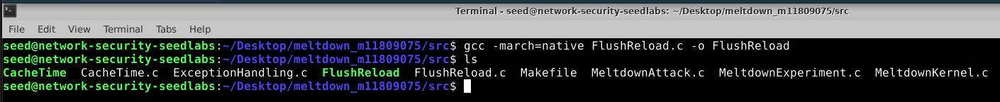 Terminal - seed@network-security-seedlabs: ~/Desktop/meltdown_m11809075/src
File Edit View Terminal Tabs Help
seed@network-security-seedlabs:~/Desktop/meltdown_m11809075/src$ gcc -march=native FlushReload.c -o FlushReload
seed@network-security-seedlabs:~/Desktop/meltdown_m11809075/src$ ls
CacheTime CacheTime.c ExceptionHandling.c FlushReload FlushReload.c Makefile MeltdownAttack.c MeltdownExperiment.c MeltdownKernel.c
seed@network-security-seedlabs:~/Desktop/meltdown_m11809075/src$